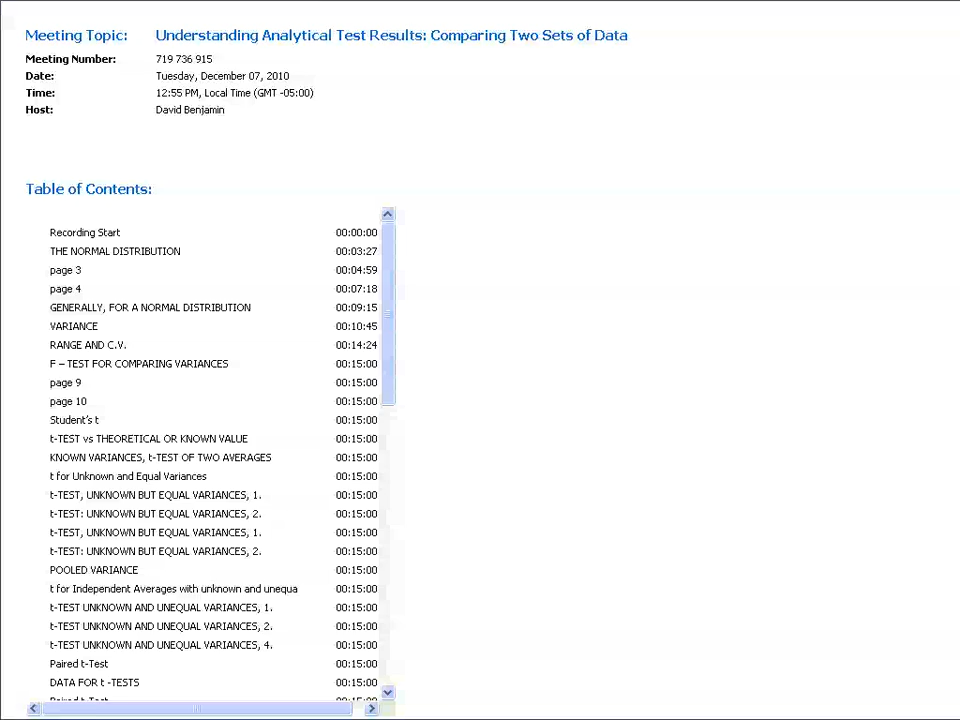 Meeting Topic: Understanding Analytical Test Results: Comparing Two Sets of Data
Meeting Number: 719 736 915
Date: Tuesday, December 07, 2010
Time: 12:55 PM, Local Time (GMT -05:00)
Host: David Benjamin
Table of Contents:
Recording Start 00:00:00
THE NORMAL DISTRIBUTION 00:03:27
page 3 00:04:59
page 4 00:07:18
GENERALLY, FOR A NORMAL DISTRIBUTION 00:09:15
VARIANCE 00:10:45
RANGE AND C.V. 00:14:24
F – TEST FOR COMPARING VARIANCES 00:15:00
page 9 00:15:00
page 10 00:15:00
Student's t 00:15:00
t-TEST vs THEORETICAL OR KNOWN VALUE 00:15:00
KNOWN VARIANCES, t-TEST OF TWO AVERAGES 00:15:00
t for Unknown and Equal Variances 00:15:00
t-TEST, UNKNOWN BUT EQUAL VARIANCES, 1. 00:15:00
t-TEST: UNKNOWN BUT EQUAL VARIANCES, 2. 00:15:00
t-TEST, UNKNOWN BUT EQUAL VARIANCES, 1. 00:15:00
t-TEST: UNKNOWN BUT EQUAL VARIANCES, 2. 00:15:00
POOLED VARIANCE 00:15:00
t for Independent Averages with unknown and unequa 00:15:00
t-TEST UNKNOWN AND UNEQUAL VARIANCES, 1. 00:15:00
t-TEST UNKNOWN AND UNEQUAL VARIANCES, 2. 00:15:00
t-TEST UNKNOWN AND UNEQUAL VARIANCES, 4. 00:15:00
Paired t-Test 00:15:00
DATA FOR t -TESTS 00:15:00
Paired t-Test 00:15:00